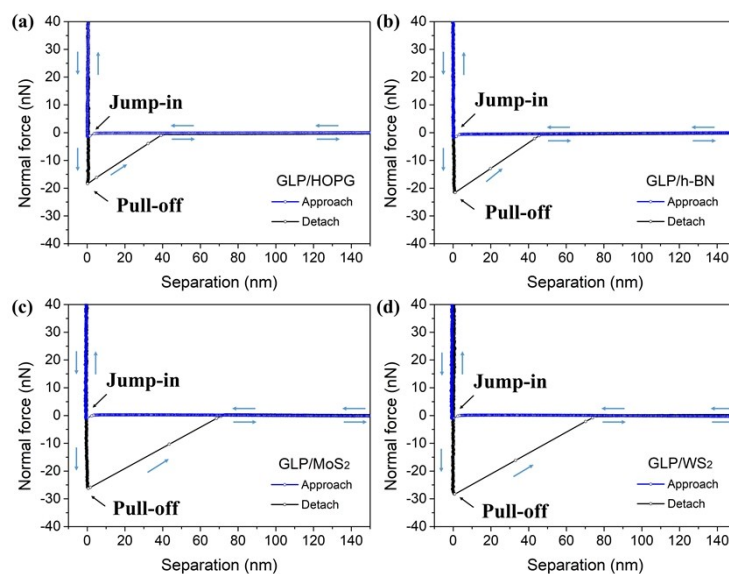 (a)
40
30
20
10
0
-10
-20
-30
-40
Normal force (nN)
Jump-in
Pull-off
GLP/HOPG
Approach
Detach
0 20 40 60 80 100 120 140
Separation (nm)
(b)
40
30
20
10
0
-10
-20
-30
-40
Normal force (nN)
Jump-in
Pull-off
GLP/h-BN
Approach
Detach
0 20 40 60 80 100 120 140
Separation (nm)
(c)
40
30
20
10
0
-10
-20
-30
-40
Normal force (nN)
Jump-in
Pull-off
GLP/MoS2
Approach
Detach
0 20 40 60 80 100 120 140
Separation (nm)
(d)
40
30
20
10
0
-10
-20
-30
-40
Normal force (nN)
Jump-in
Pull-off
GLP/WS2
Approach
Detach
0 20 40 60 80 100 120 140
Separation (nm)